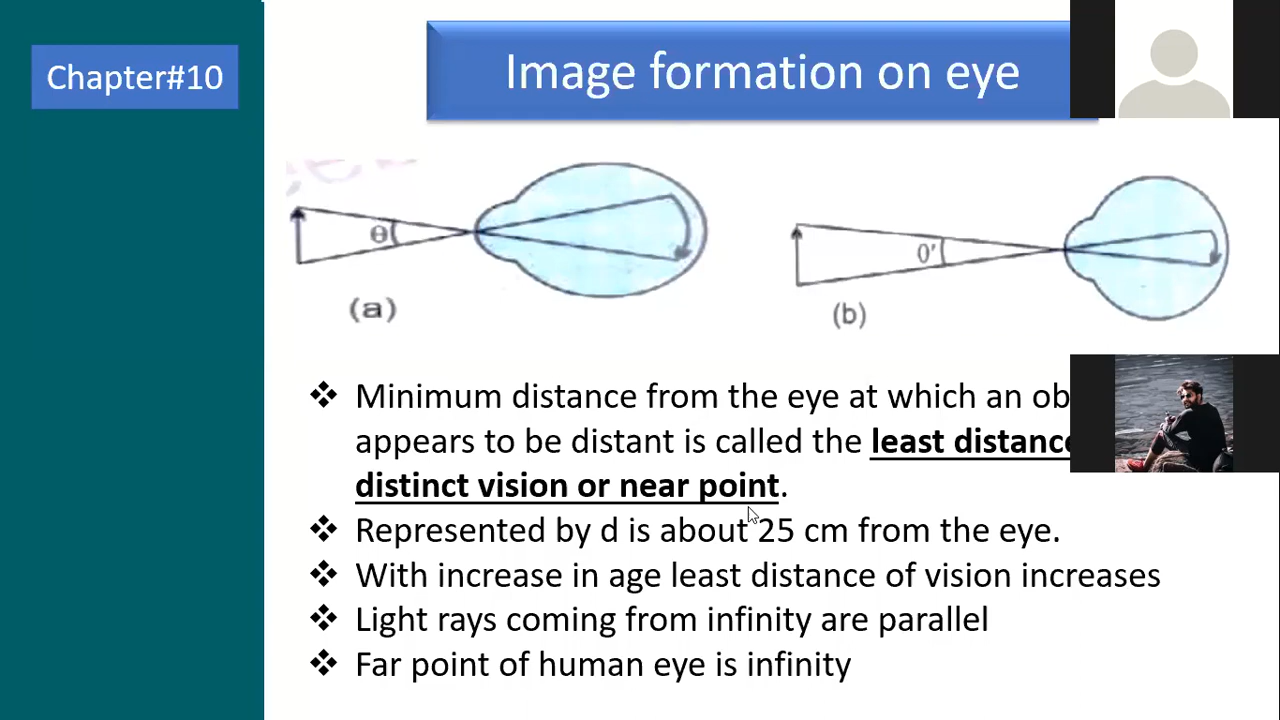 Chapter#10
Image formation on eye
θ
(a)
θ'
(b)
❖ Minimum distance from the eye at which an
appears to be distant is called the least distance
distinct vision or near point.
❖ Represented by d is about 25 cm from the eye.
❖ With increase in age least distance of vision increases
❖ Light rays coming from infinity are parallel
❖ Far point of human eye is infinity